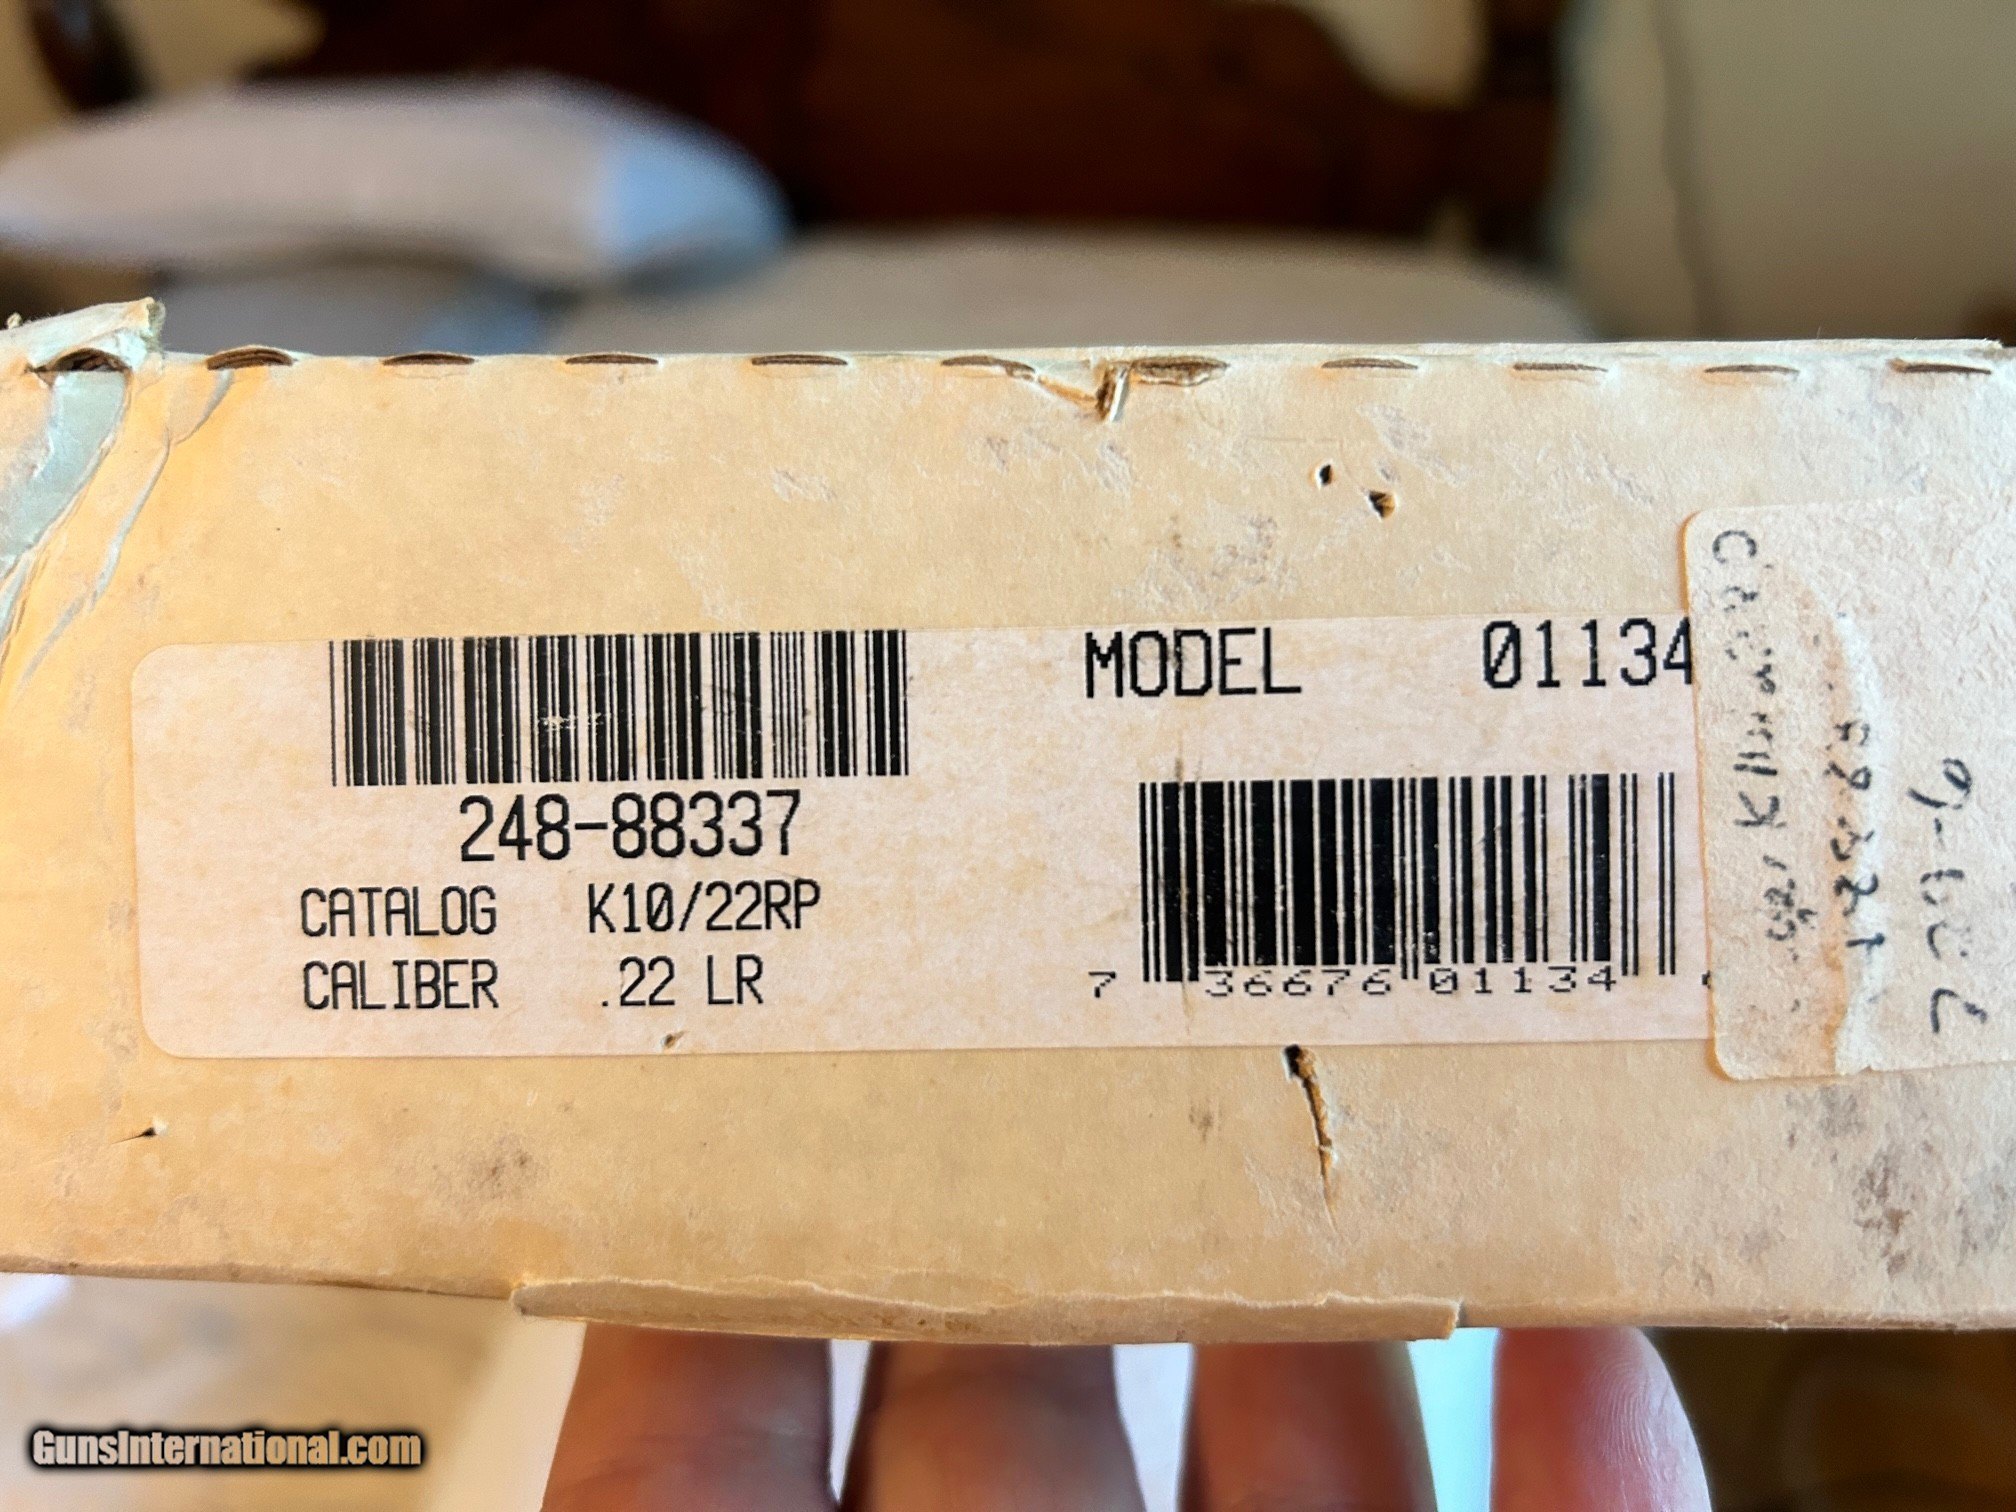 MODEL 01134
248-88337
CATALOG K10/22RP
CALIBER .22 LR
7 36676 01134
GunsInternational.com